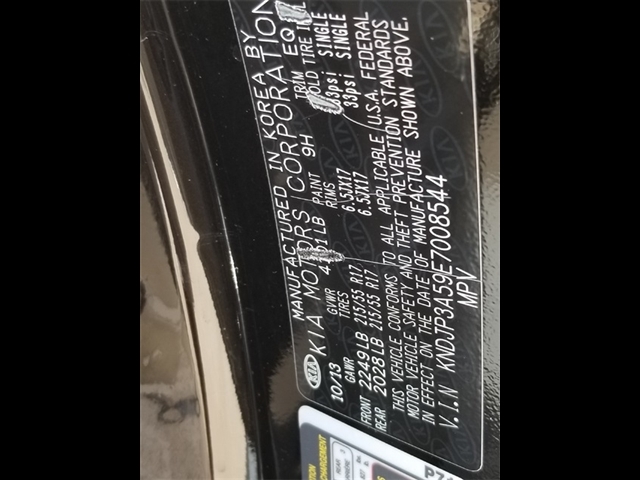 MANUFACTURED IN KOREA BY
KIA KIA MOTORS CORPORATION
10/13 GVWR PAINT 9H TRIM EQ
GAWR TIRES RIMS COLD TIRE
FRONT 2249LB 215/55 R17 6.5JX17 33psi SINGLE
REAR 2028LB 215/55 R17 6.5JX17 33psi SINGLE
THIS VEHICLE CONFORMS TO ALL APPLICABLE U.S.A. FEDERAL
MOTOR VEHICLE SAFETY AND THEFT PREVENTION STANDARDS
IN EFFECT ON THE DATE OF MANUFACTURE SHOWN ABOVE.
V.I.N KNDJTP3A59E7008544
MPV